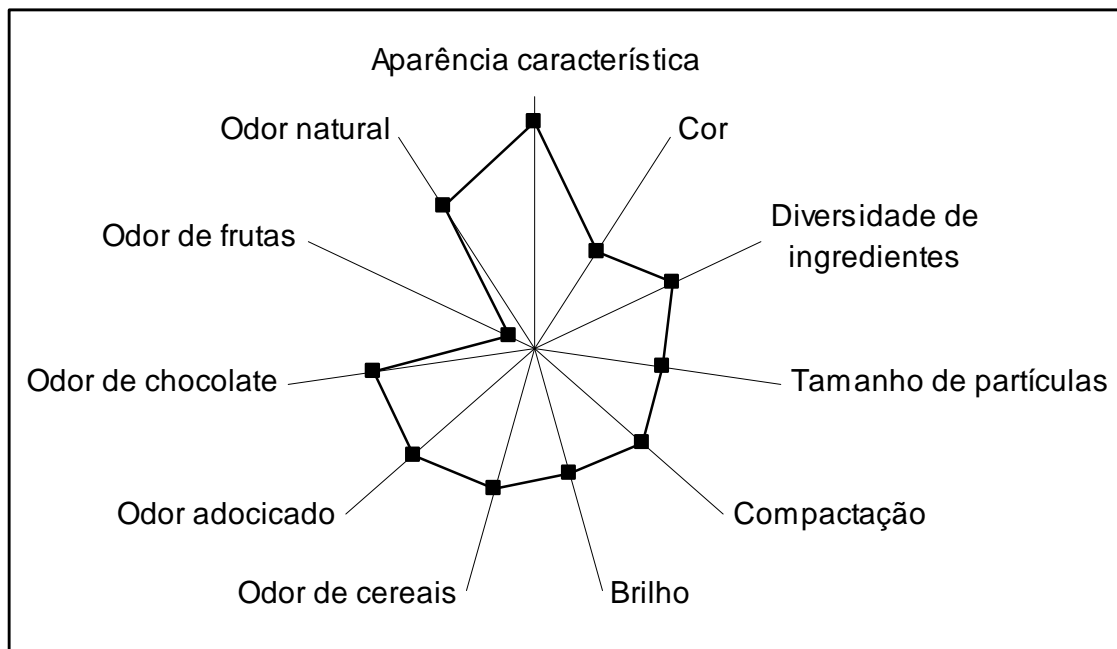 Aparência característica
Cor
Diversidade de
ingredientes
Tamanho de partículas
Compactação
Brilho
Odor de cereais
Odor adocicado
Odor de chocolate
Odor de frutas
Odor natural